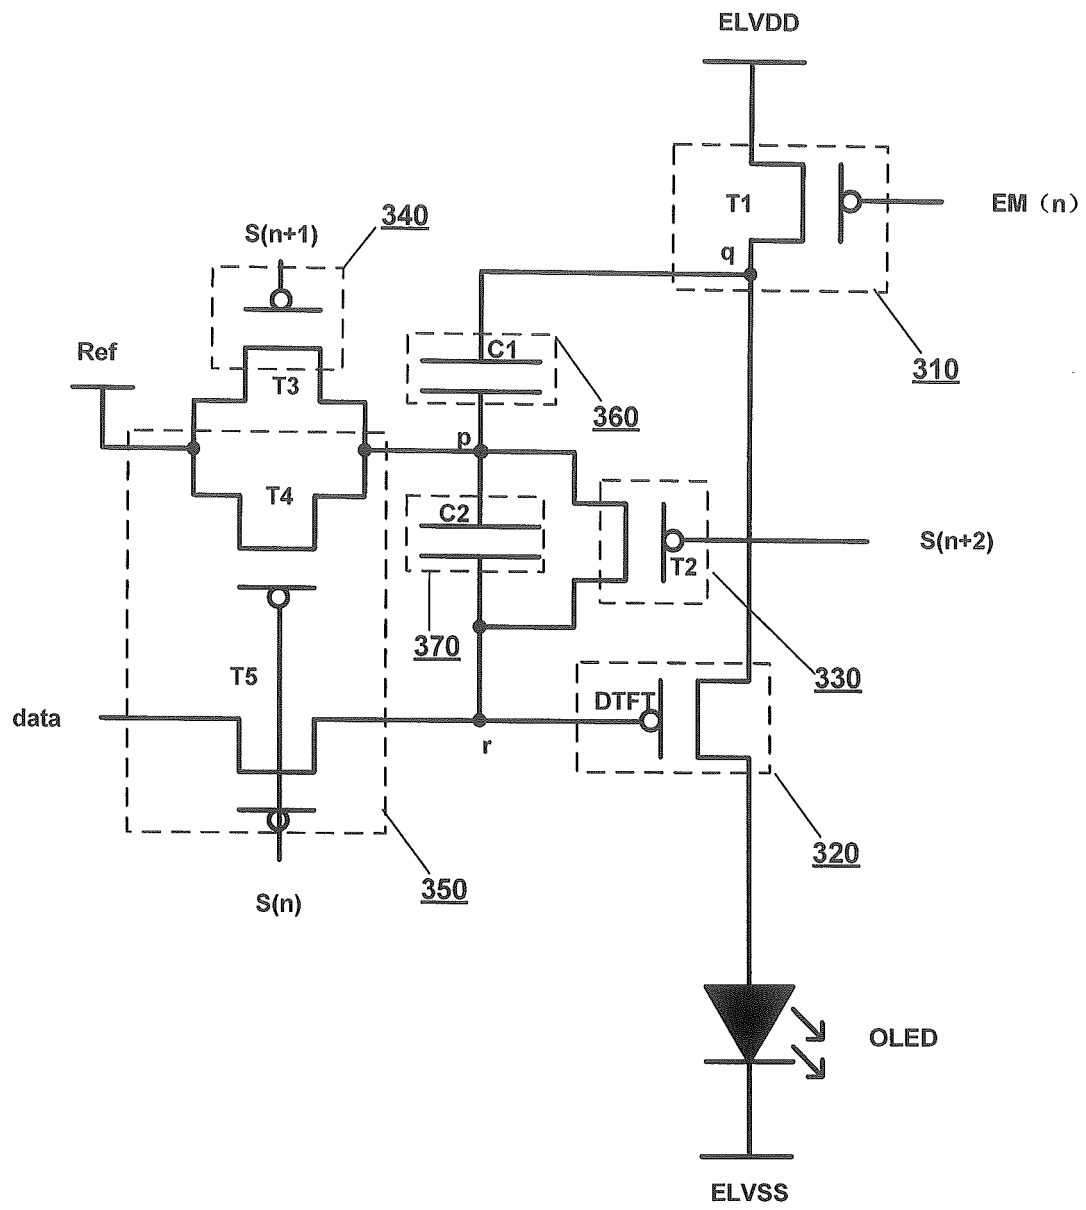 ELVDD
T1
EM（n）
340
S(n+1)
q
C1
310
Ref
T3
360
p
T4
C2
T2
S(n+2)
370
T5
330
DTFT
data
r
320
350
S(n)
OLED
ELVSS